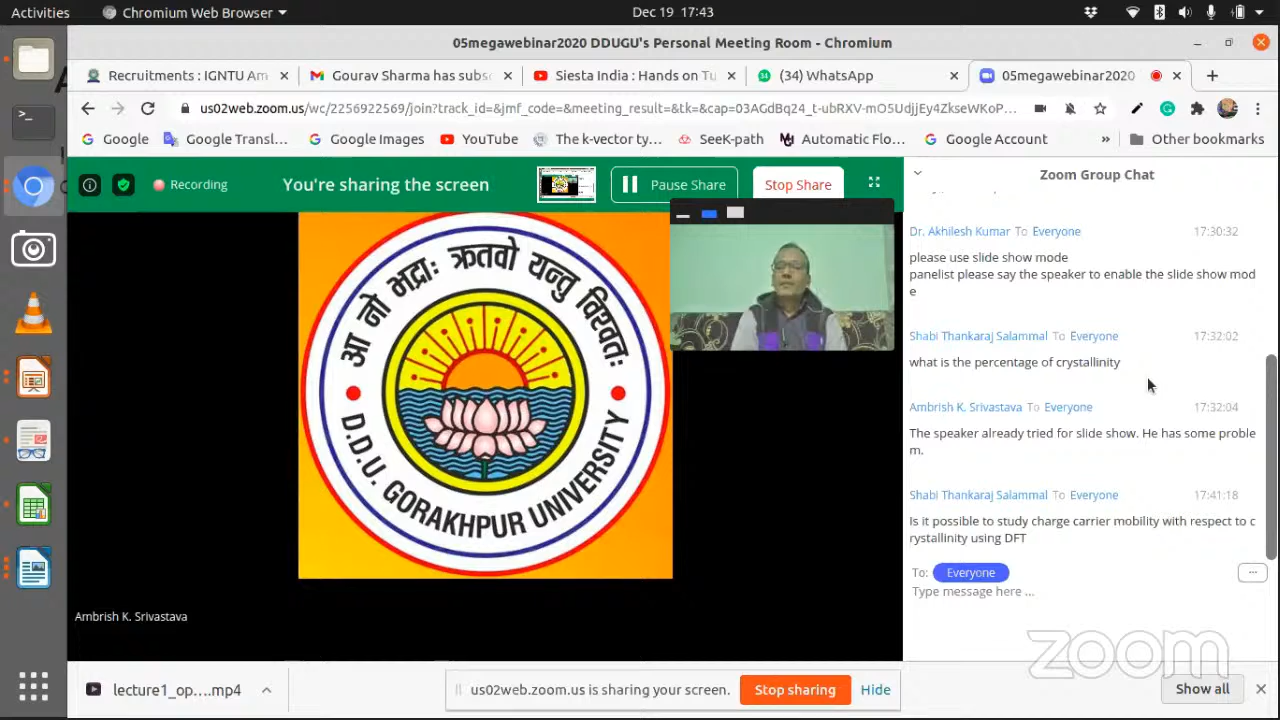 Activities
Chromium Web Browser
Dec 19 17:43
05megawebinar2020 DDUGU's Personal Meeting Room - Chromium
Recruitments : IGNTU Am
Gourav Sharma has subs
Siesta India : Hands on Tu
(34) WhatsApp
05megawebinar2020
us02web.zoom.us/wc/2256922569/join?track_id=&jmf_code=&meeting_result=&tk=&cap=03AGdBq24_t-ubRXV-mO5UdjjEy4ZkseWKoP...
Google
Google Transl...
Google Images
YouTube
The k-vector ty...
SeeK-path
Automatic Flo...
Google Account
»
Other bookmarks
Recording
You're sharing the screen
Pause Share
Stop Share
आ नो भद्राः क्रतवो यन्तु विश्वतः
D.D.U. GORAKHPUR UNIVERSITY
Ambrish K. Srivastava
Zoom Group Chat
Dr. Akhilesh Kumar To Everyone 17:30:32
please use slide show mode
panelist please say the speaker to enable the slide show mod
e
Shabi Thankaraj Salammal To Everyone 17:32:02
what is the percentage of crystallinity
Ambrish K. Srivastava To Everyone 17:32:04
The speaker already tried for slide show. He has some proble
m.
Shabi Thankaraj Salammal To Everyone 17:41:18
Is it possible to study charge carrier mobility with respect to c
rystallinity using DFT
To: Everyone
Type message here ...
zoom
lecture1_op....mp4
us02web.zoom.us is sharing your screen.
Stop sharing
Hide
Show all